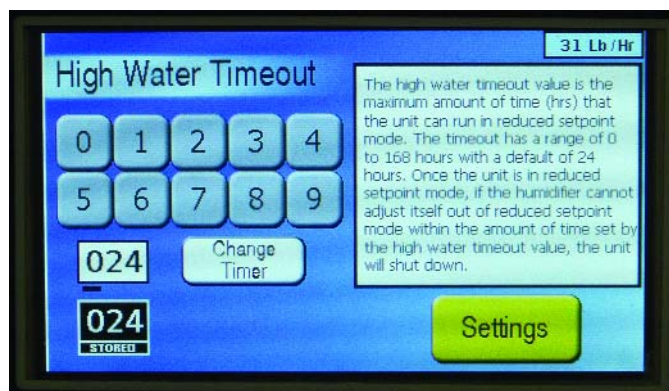 31 Lb/Hr
High Water Timeout
0 1 2 3 4
5 6 7 8 9
024
Change
Timer
024
STORED
The high water timeout value is the
maximum amount of time (hrs) that
the unit can run in reduced setpoint
mode. The timeout has a range of 0
to 168 hours with a default of 24
hours. Once the unit is in reduced
setpoint mode, if the humidifier cannot
adjust itself out of reduced setpoint
mode within the amount of time set by
the high water timeout value, the unit
will shut down.
Settings